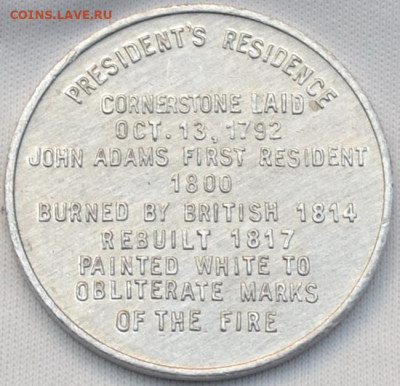 COINS.LAVE.RU
PRESIDENT'S RESIDENCE
CORNERSTONE LAID
OCT. 13, 1792
JOHN ADAMS FIRST RESIDENT
1800
BURNED BY BRITISH 1814
REBUILT 1817
PAINTED WHITE TO
OBLITERATE MARKS
OF THE FIRE